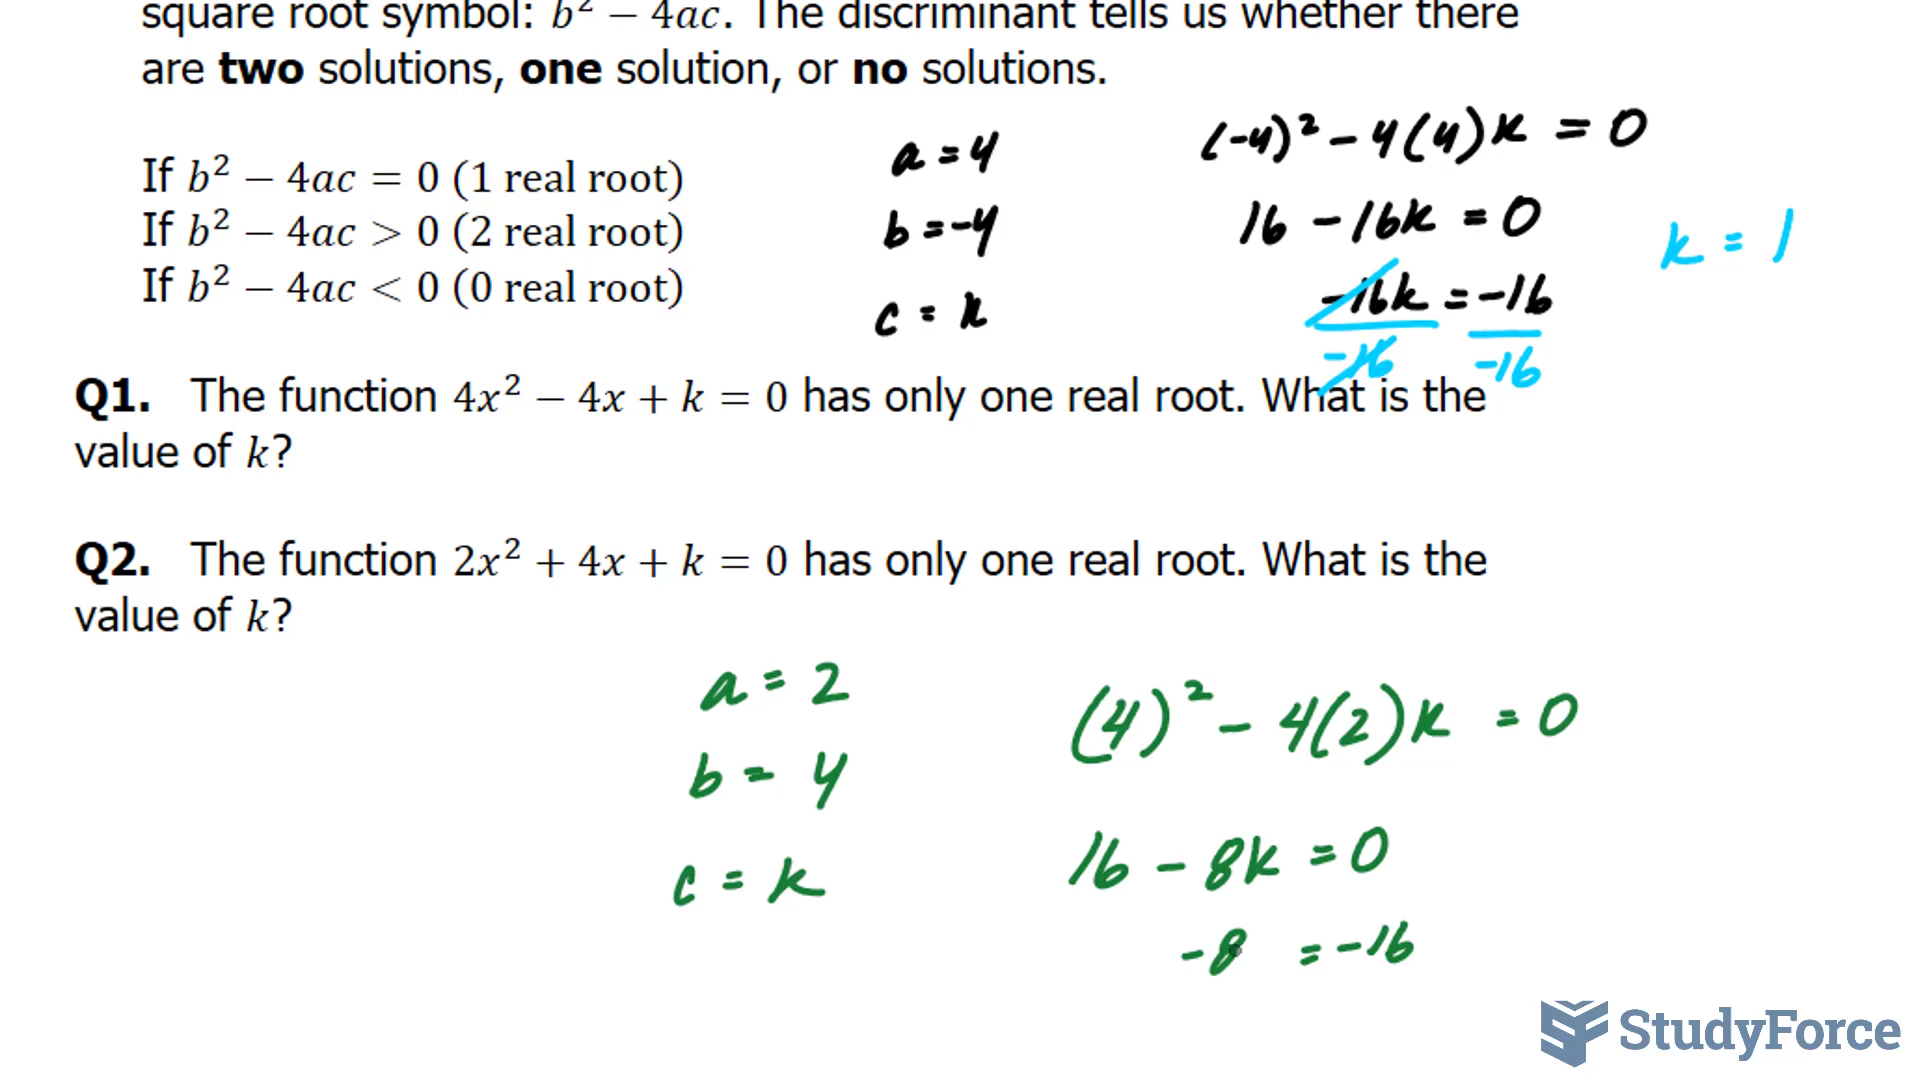 square root symbol: b² − 4ac. The discriminant tells us whether there
are two solutions, one solution, or no solutions.
If b² − 4ac = 0 (1 real root)
If b² − 4ac > 0 (2 real root)
If b² − 4ac < 0 (0 real root)
a = 4
b = -4
c = k
(-4)² - 4(4)k = 0
16 - 16k = 0
-16k = -16
-16 -16
k = 1
Q1. The function 4x² − 4x + k = 0 has only one real root. What is the
value of k?
Q2. The function 2x² + 4x + k = 0 has only one real root. What is the
value of k?
a = 2
b = 4
c = k
(4)² - 4(2)k = 0
16 - 8k = 0
-8 = -16
StudyForce